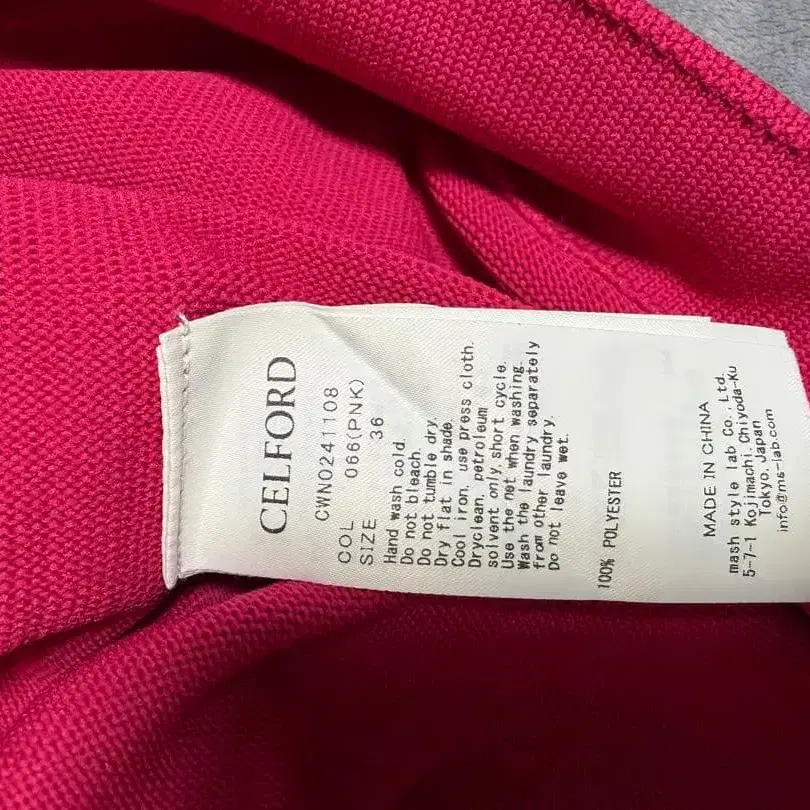 CELFORD
CWNO241108
COL 066(PNK)
SIZE 36
Hand wash cold.
Do not bleach.
Do not tumble dry.
Dry flat in shade.
Cool iron, use press cloth.
Dryclean, petroleum
solvent only, short cycle.
Use the net when washing.
Wash the laundry separately
from other laundry.
Do not leave wet.
100% POLYESTER
MADE IN CHINA
mash style lab Co., Ltd.
5-7-1 Kojimachi, Chiyoda-Ku
Tokyo, Japan
info@ms-lab.com